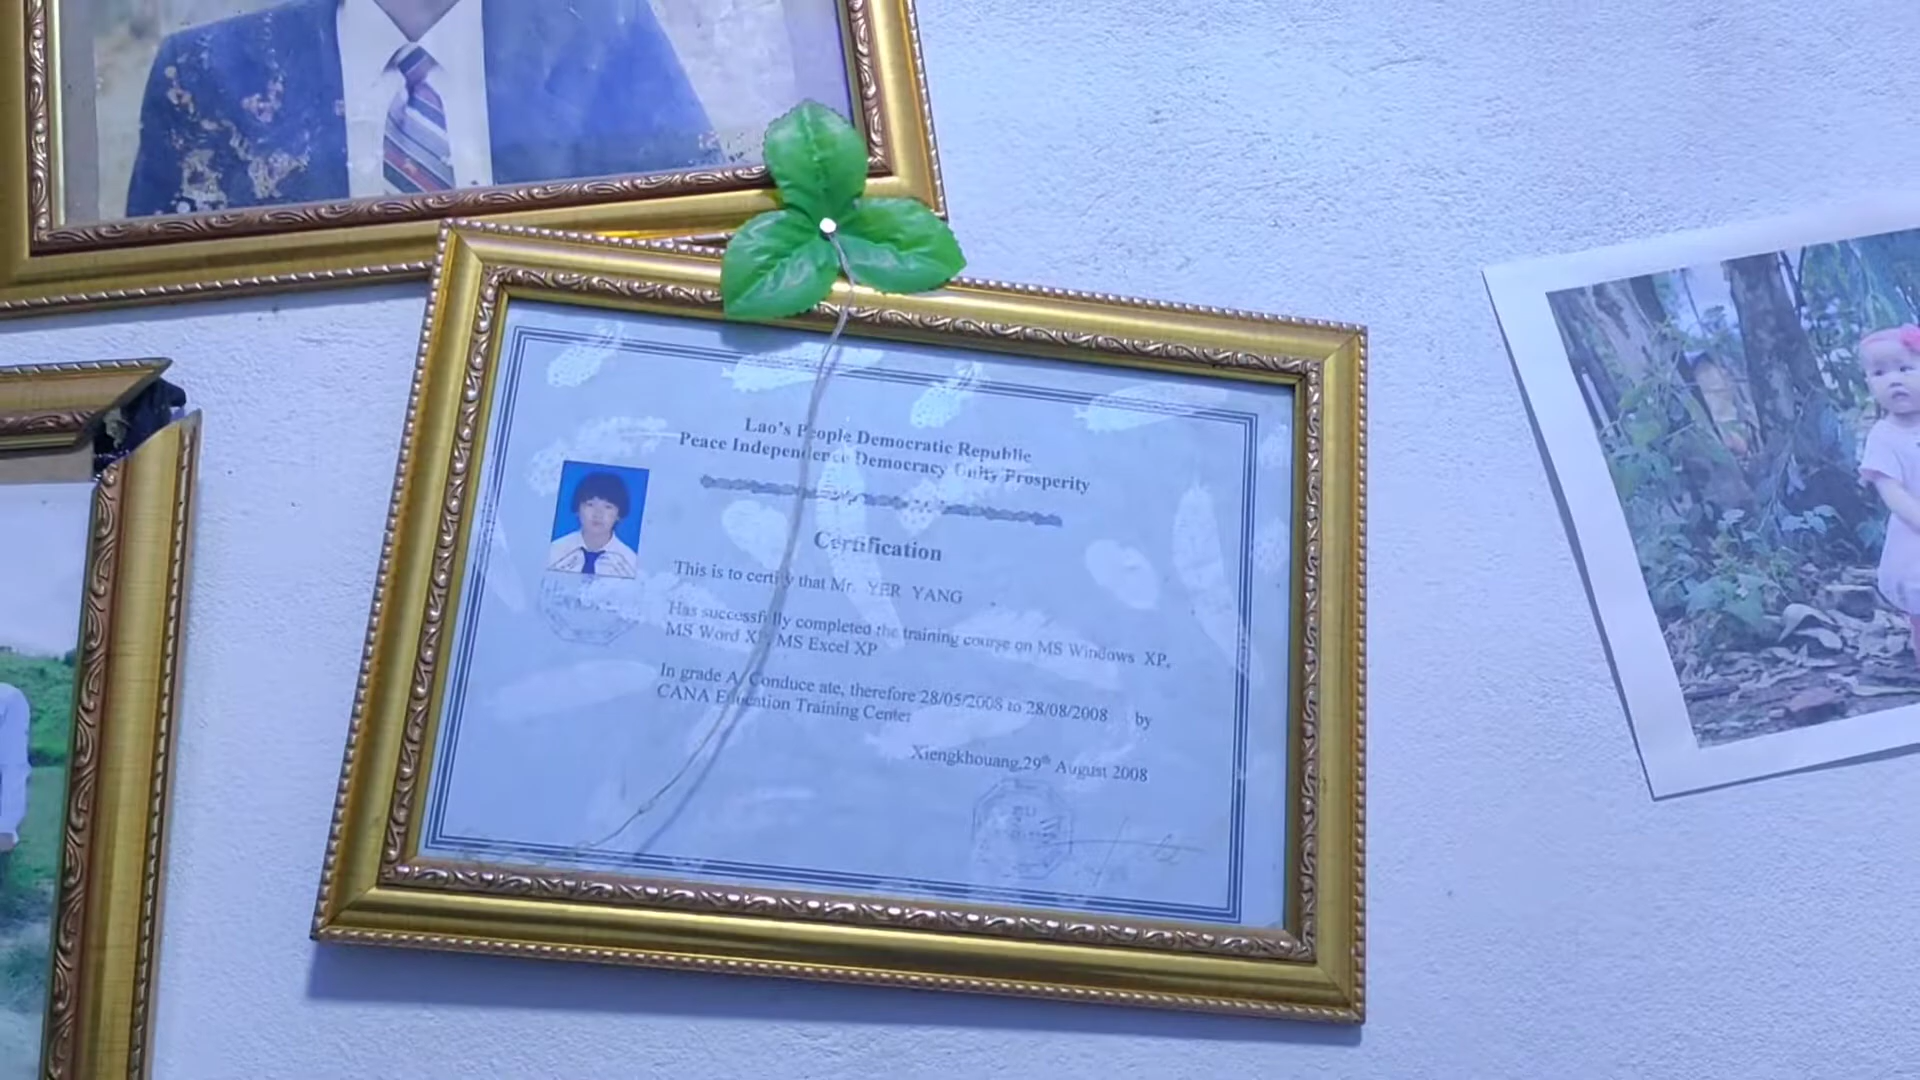 Lao's People Democratic Republic
Peace Independence Democracy Unity Prosperity
Certification
This is to certify that Mr. YER YANG
Has successfully completed the training course on MS Windows XP,
MS Word XP, MS Excel XP
In grade A, Conduce ate, therefore 28/05/2008 to 28/08/2008 by
CANA Education Training Center
Xiengkhouang,29th August 2008